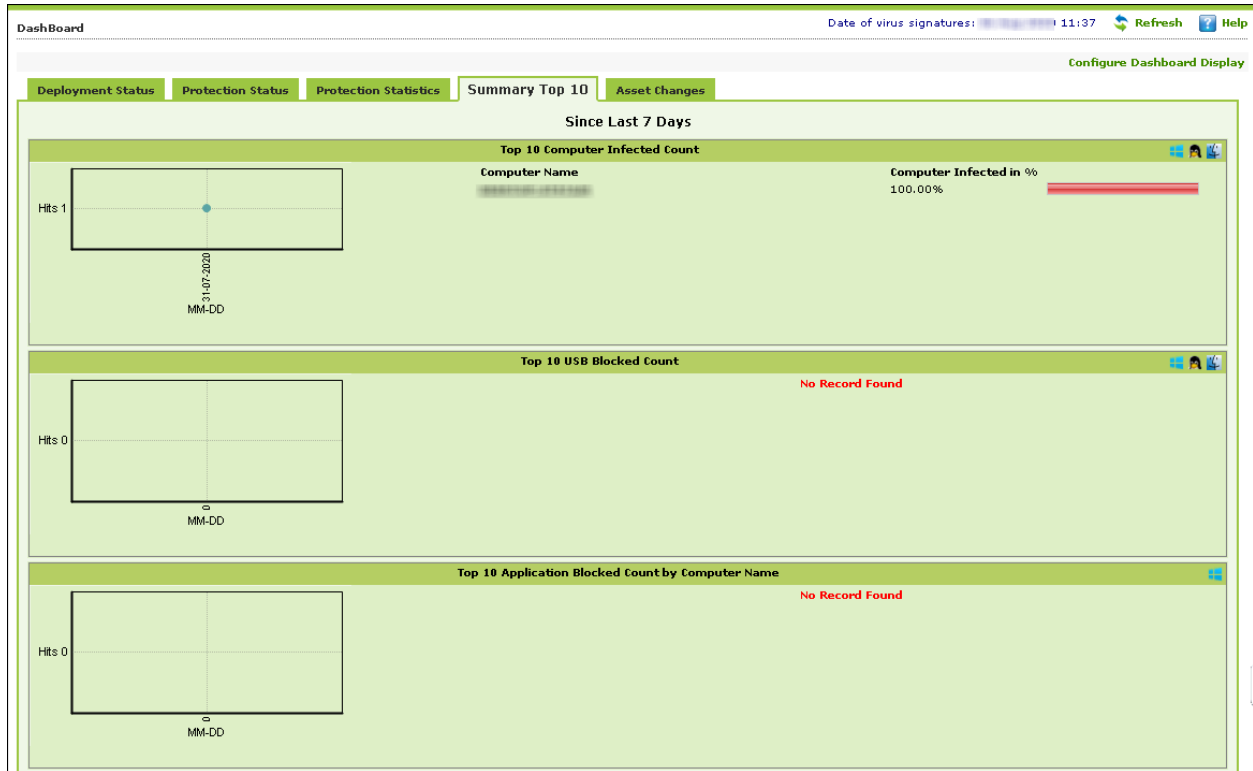 DashBoard
Date of virus signatures: 11:37 Refresh Help
Configure Dashboard Display
Deployment Status Protection Status Protection Statistics Summary Top 10 Asset Changes
Since Last 7 Days
Top 10 Computer Infected Count
Computer Name Computer Infected in %
100.00%
Hits 1
31-07-2020
MM-DD
Top 10 USB Blocked Count
No Record Found
Hits 0
0
MM-DD
Top 10 Application Blocked Count by Computer Name
No Record Found
Hits 0
0
MM-DD